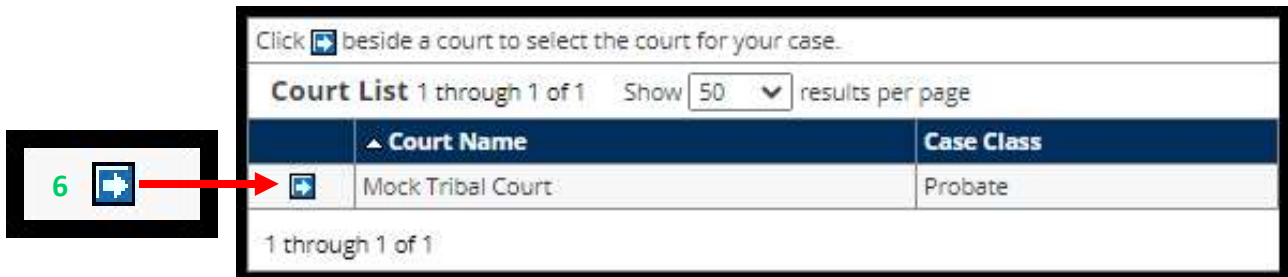 Click beside a court to select the court for your case.
Court List 1 through 1 of 1 Show 50 results per page
Court Name Case Class
6
Mock Tribal Court Probate
1 through 1 of 1